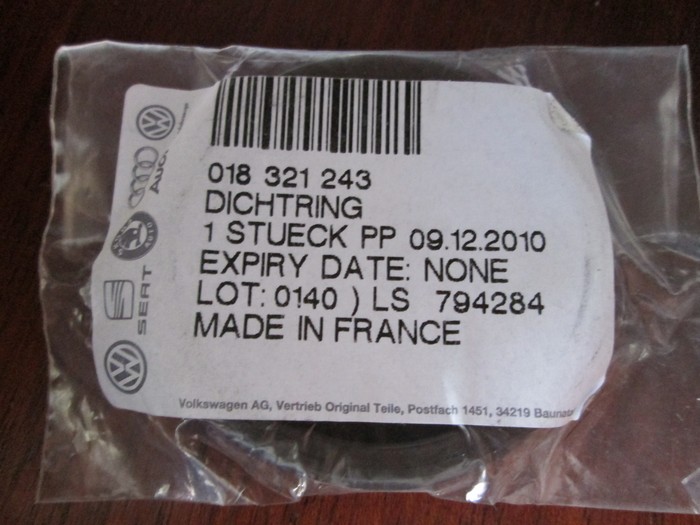 018 321 243
DICHTRING
1 STUECK PP 09.12.2010
EXPIRY DATE: NONE
LOT: 0140 ) LS 794284
MADE IN FRANCE
Volkswagen AG, Vertrieb Original Teile, Postfach 1451, 34219
Audi
SEAT